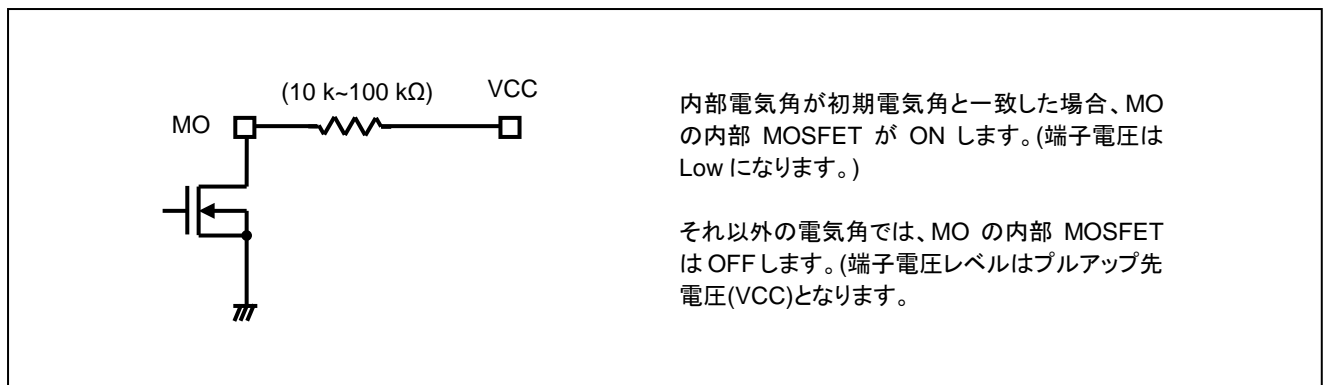 (10 k~100 kΩ)
VCC
MO
内部電気角が初期電気角と一致した場合、MO
の内部 MOSFET が ON します。(端子電圧は
Low になります。)
それ以外の電気角では、MO の内部 MOSFET
は OFF します。(端子電圧レベルはプルアップ先
電圧(VCC)となります。